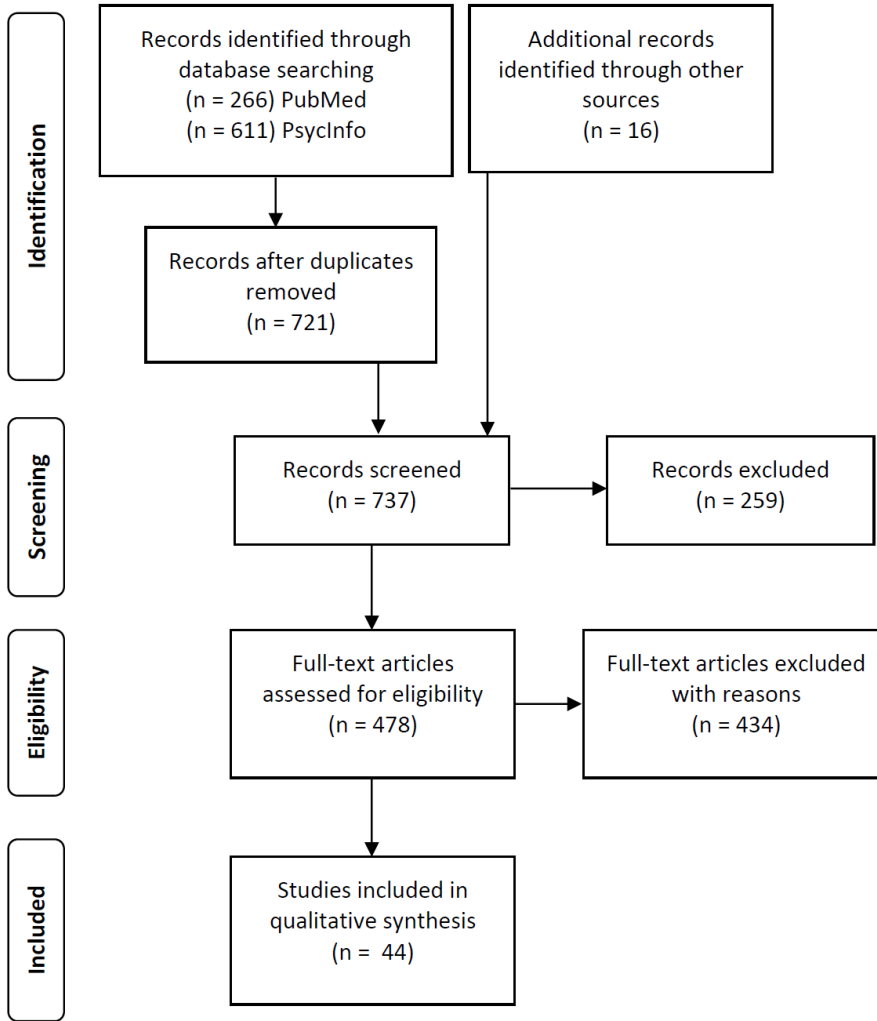 Identification
Records identified through
database searching
(n = 266) PubMed
(n = 611) PsycInfo
Additional records
identified through other
sources
(n = 16)
Records after duplicates
removed
(n = 721)
Screening
Records screened
(n = 737)
Records excluded
(n = 259)
Eligibility
Full-text articles
assessed for eligibility
(n = 478)
Full-text articles excluded
with reasons
(n = 434)
Included
Studies included in
qualitative synthesis
(n = 44)